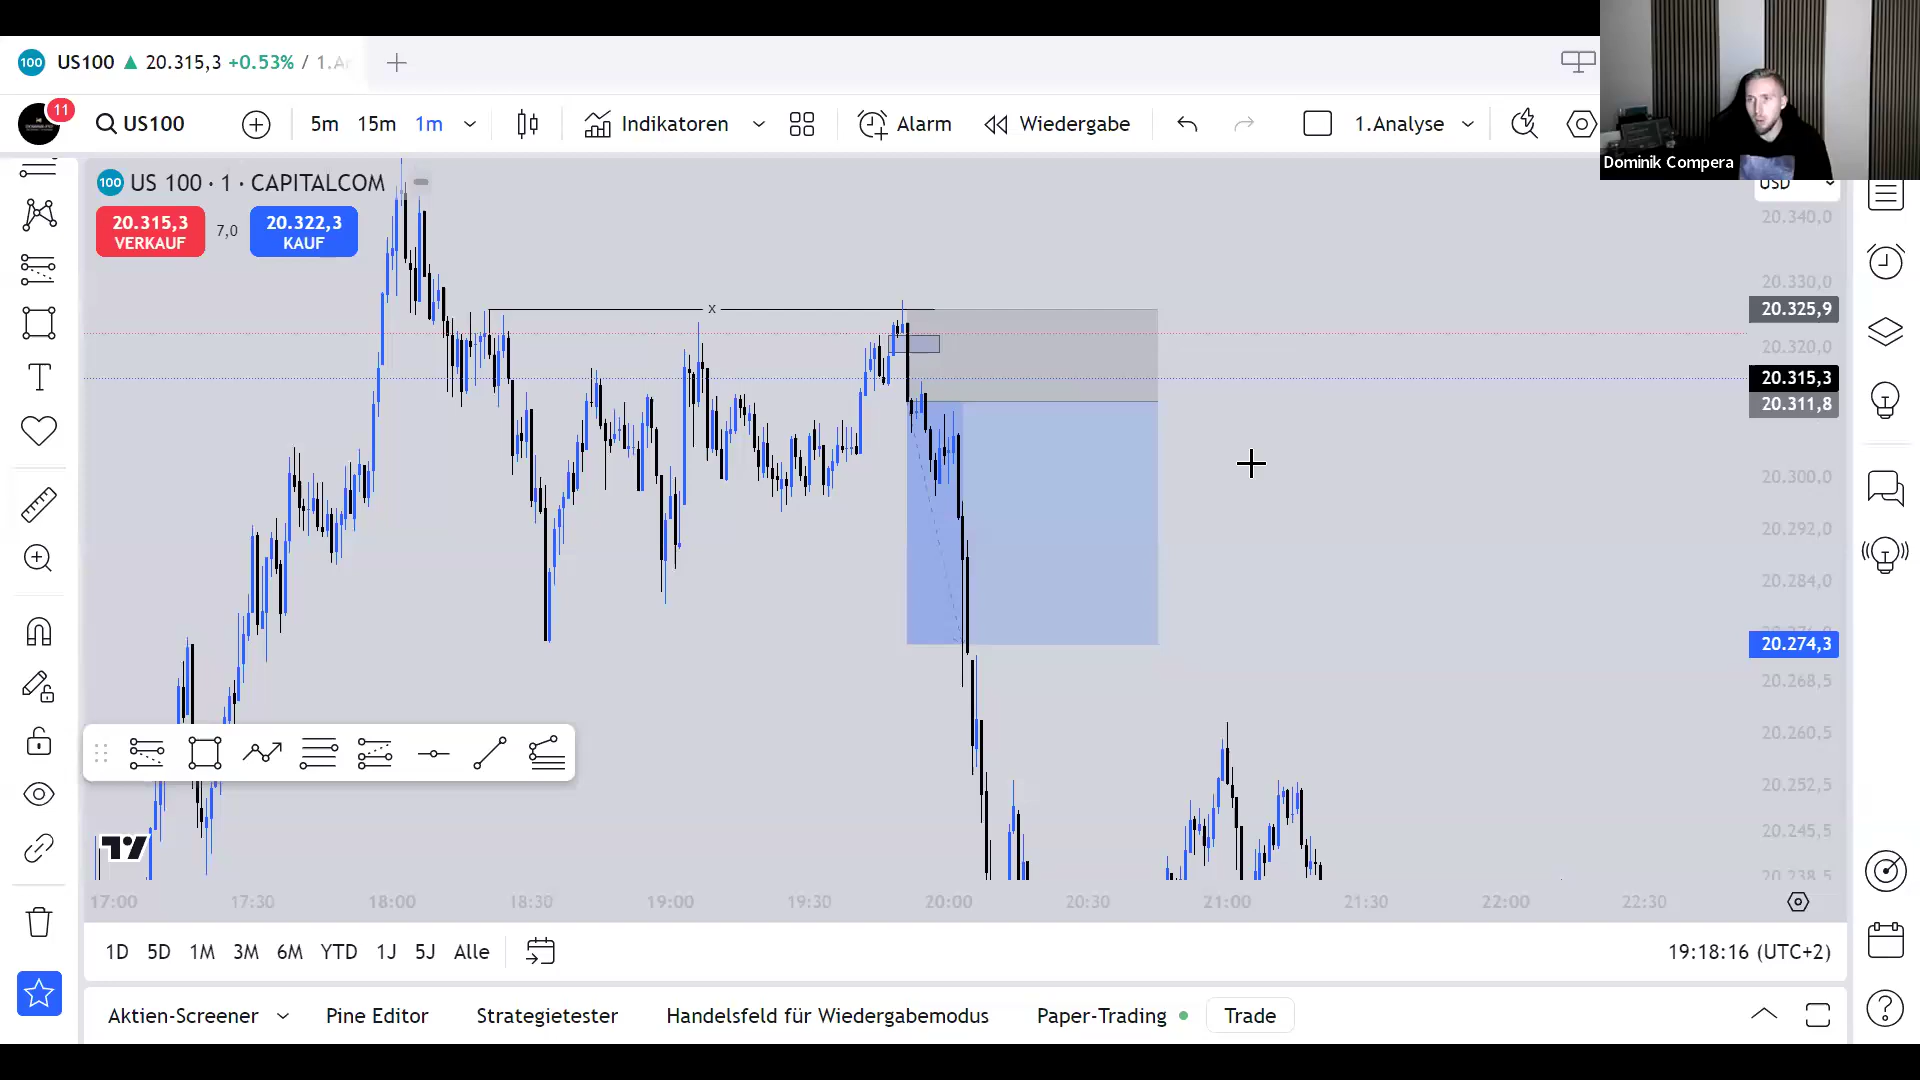 100 US100 20.315,3 +0.53% / 1.A
Dominik Compera
11
US100 5m 15m 1m Indikatoren Alarm Wiedergabe 1.Analyse
100 US 100 · 1 · CAPITALCOM
USD
20.315,3 VERKAUF
7,0
20.322,3 KAUF
x
20.340,0
20.330,0
20.325,9
20.320,0
20.315,3
20.311,8
20.300,0
20.292,0
20.284,0
20.274,3
20.268,5
20.260,5
20.252,5
20.245,5
20.238,5
17:00 17:30 18:00 18:30 19:00 19:30 20:00 20:30 21:00 21:30 22:00 22:30
1D 5D 1M 3M 6M YTD 1J 5J Alle
19:18:16 (UTC+2)
Aktien-Screener Pine Editor Strategietester Handelsfeld für Wiedergabemodus Paper-Trading Trade